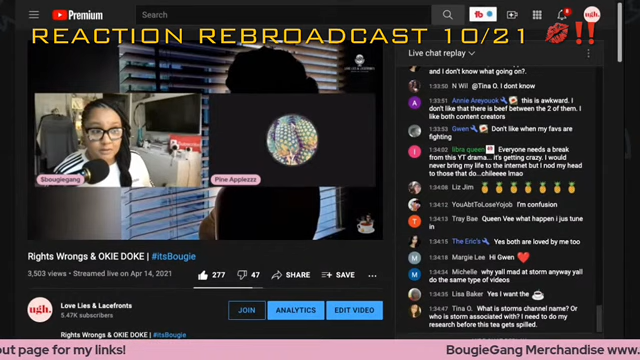 Premium
Search
8
ugh.
REACTION REBROADCAST 10/21 💋‼️
Live chat replay
and I don't know what going on?.
1:33:50 N Wil @Tina O. I dont know
1:33:51 Annie Areyouok this is awkward. I
don't like that there is beef between the 2 of them. I
like both content creators
1:33:53 Gwen Don't like when my favs are
fighting
1:34:02 libra queen Everyone needs a break
from this YT drama... it's getting crazy. I would
never bring my life to the internet but I nod my head
to those that do...chileeee lmao
1:34:08 Liz Jim 🍍🍍🍍🍍🍍🍍🍍
1:34:12 YouAbtToLoseYojob I'm confusion
1:34:13 Tray Bae Queen Vee what happen i jus tune
in
1:34:15 The Eric's Yes both are loved by me too
1:34:18 Margie Lee Hi Gwen ❤️
1:34:34 Michelle why yall mad at storm anyway yall
do the same type of videos
1:34:35 Lisa Baker Yes I want the ☕
1:34:47 Tina O. What is storms channel name? Or
who is storm associated with? I need to do my
research before this tea gets spilled.
LOVE LIES & LACEFRONTS
Sbougiegang
Pine Applezzz
Rights Wrongs & OKIE DOKE | #itsBougie
3,503 views • Streamed live on Apr 14, 2021
277
47
SHARE
SAVE
ugh.
Love Lies & Lacefronts
5.47K subscribers
JOIN
ANALYTICS
EDIT VIDEO
Rights Wrongs & OKIE DOKE | #itsBougie
out page for my links!
BougieGang Merchandise www.